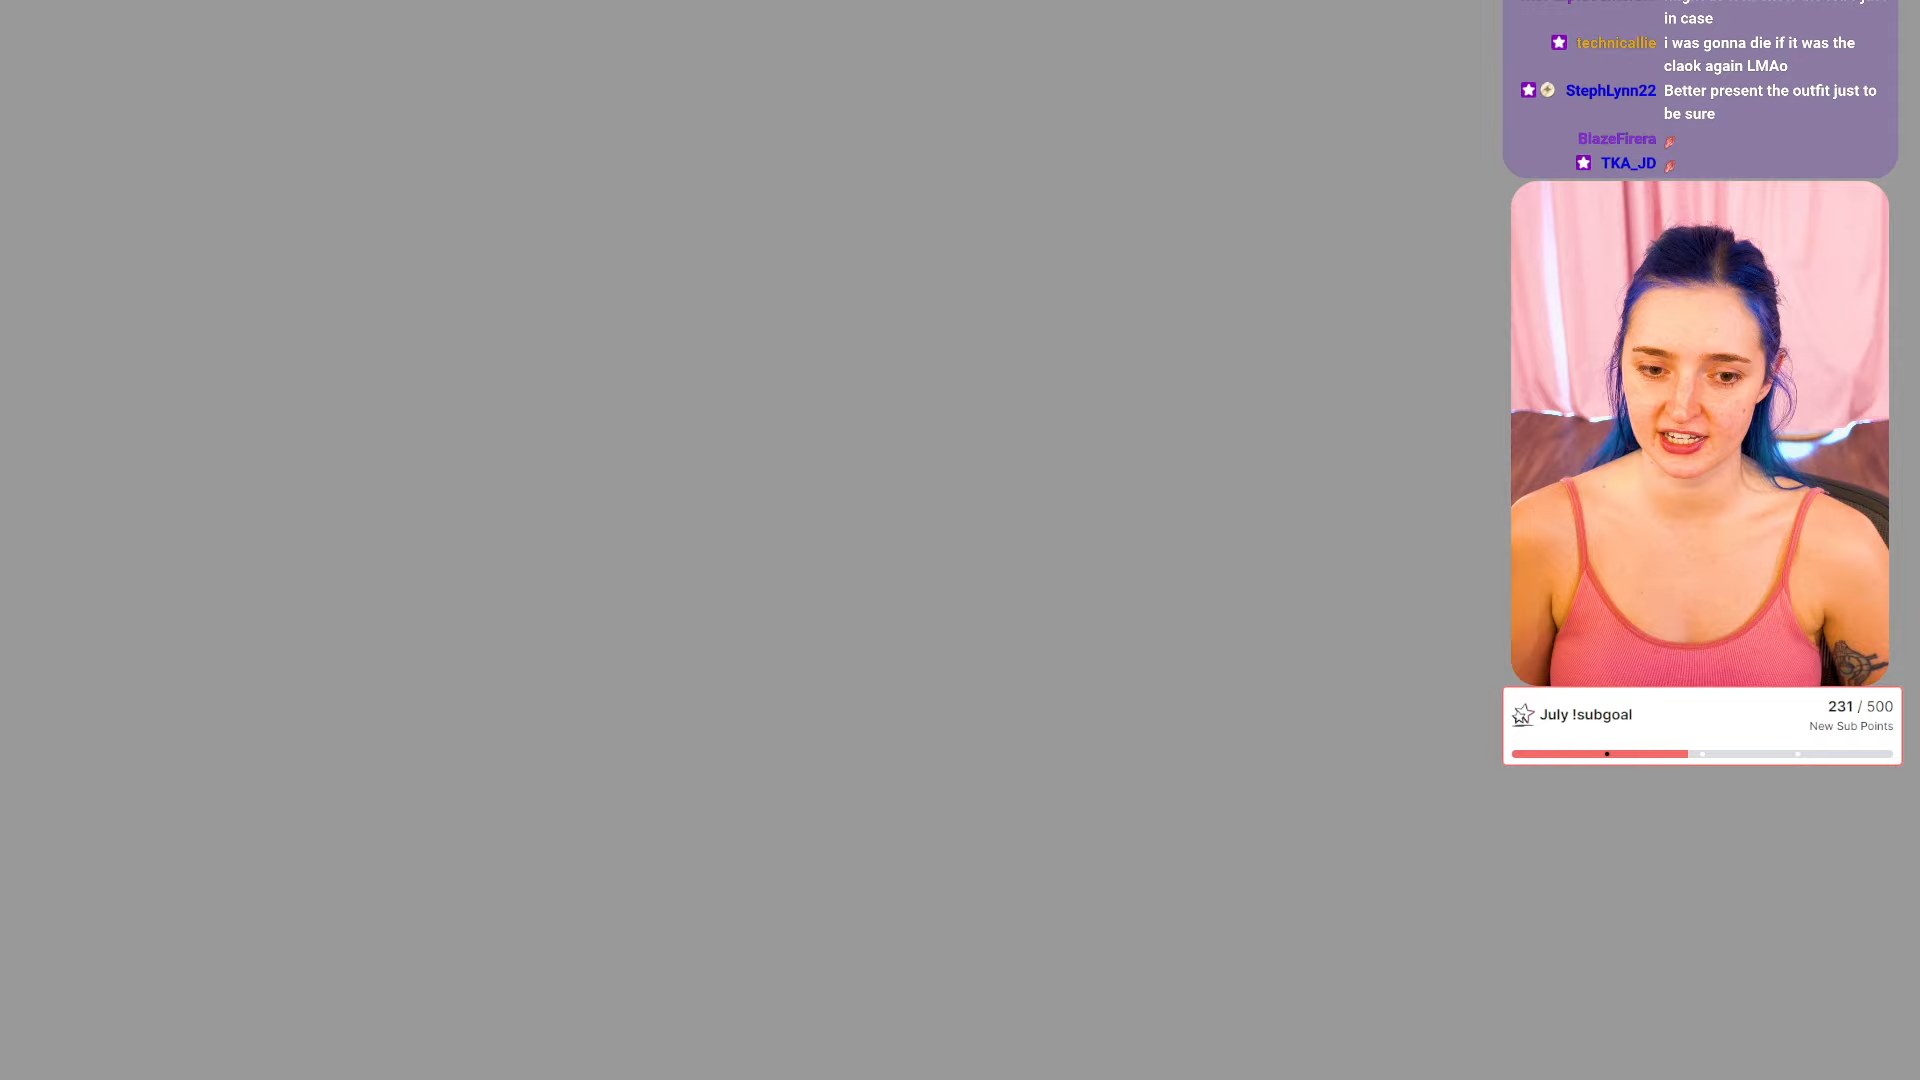 in case
technicallie i was gonna die if it was the
claok again LMAo
StephLynn22 Better present the outfit just to
be sure
BlazeFirera
TKA_JD
July !subgoal
231 / 500
New Sub Points